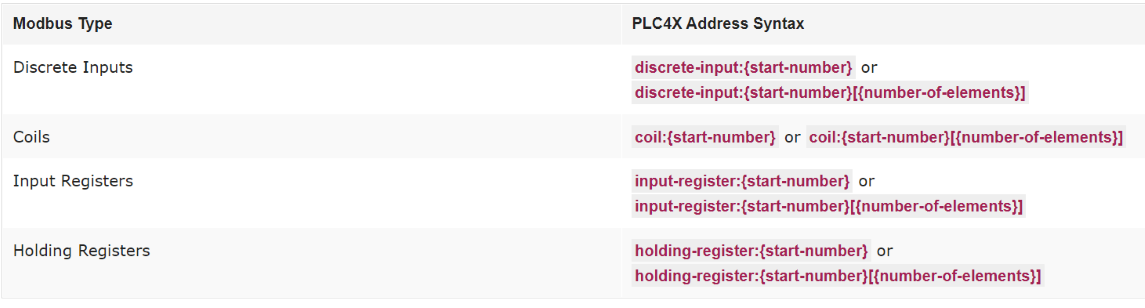 Modbus Type PLC4X Address Syntax
Discrete Inputs discrete-input:{start-number} or
discrete-input:{start-number}[{number-of-elements}]
Coils coil:{start-number} or coil:{start-number}[{number-of-elements}]
Input Registers input-register:{start-number} or
input-register:{start-number}[{number-of-elements}]
Holding Registers holding-register:{start-number} or
holding-register:{start-number}[{number-of-elements}]